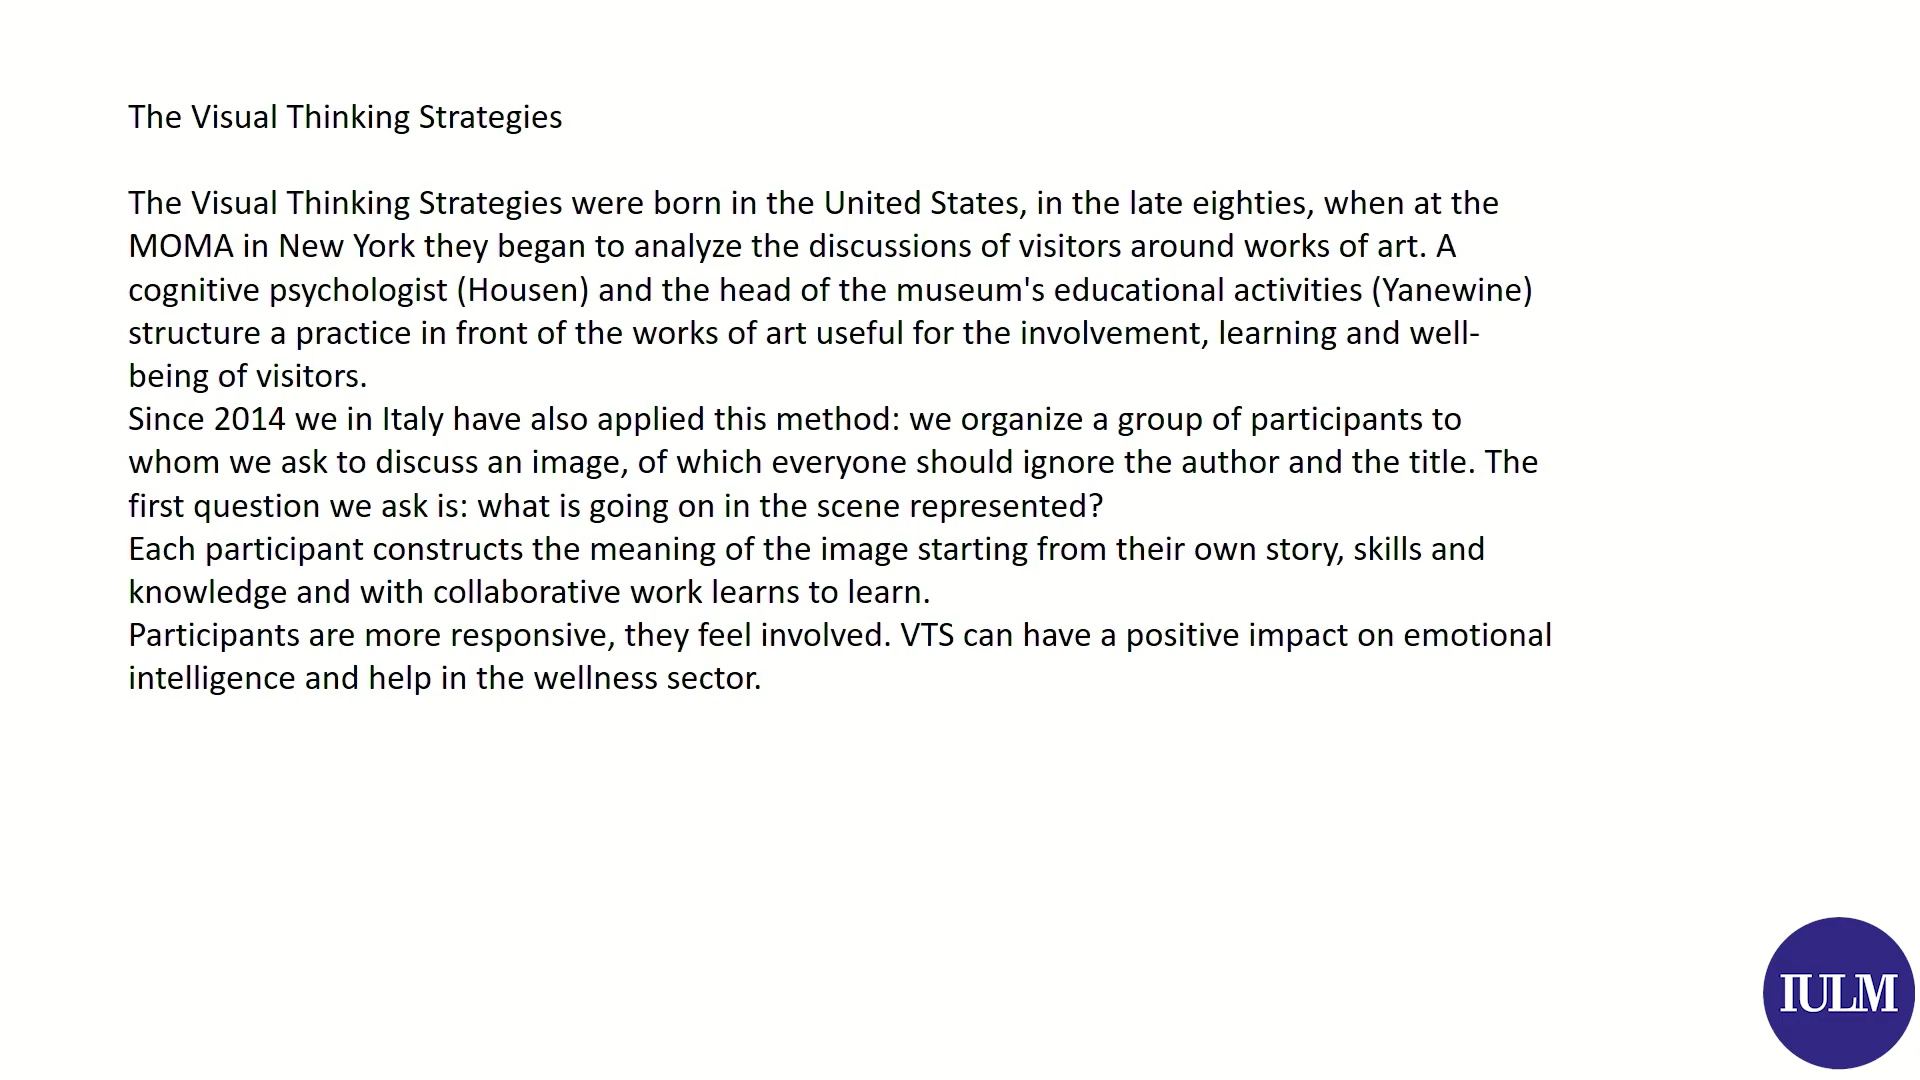 The Visual Thinking Strategies
The Visual Thinking Strategies were born in the United States, in the late eighties, when at the
MOMA in New York they began to analyze the discussions of visitors around works of art. A
cognitive psychologist (Housen) and the head of the museum's educational activities (Yanewine)
structure a practice in front of the works of art useful for the involvement, learning and well-
being of visitors.
Since 2014 we in Italy have also applied this method: we organize a group of participants to
whom we ask to discuss an image, of which everyone should ignore the author and the title. The
first question we ask is: what is going on in the scene represented?
Each participant constructs the meaning of the image starting from their own story, skills and
knowledge and with collaborative work learns to learn.
Participants are more responsive, they feel involved. VTS can have a positive impact on emotional
intelligence and help in the wellness sector.
IULM